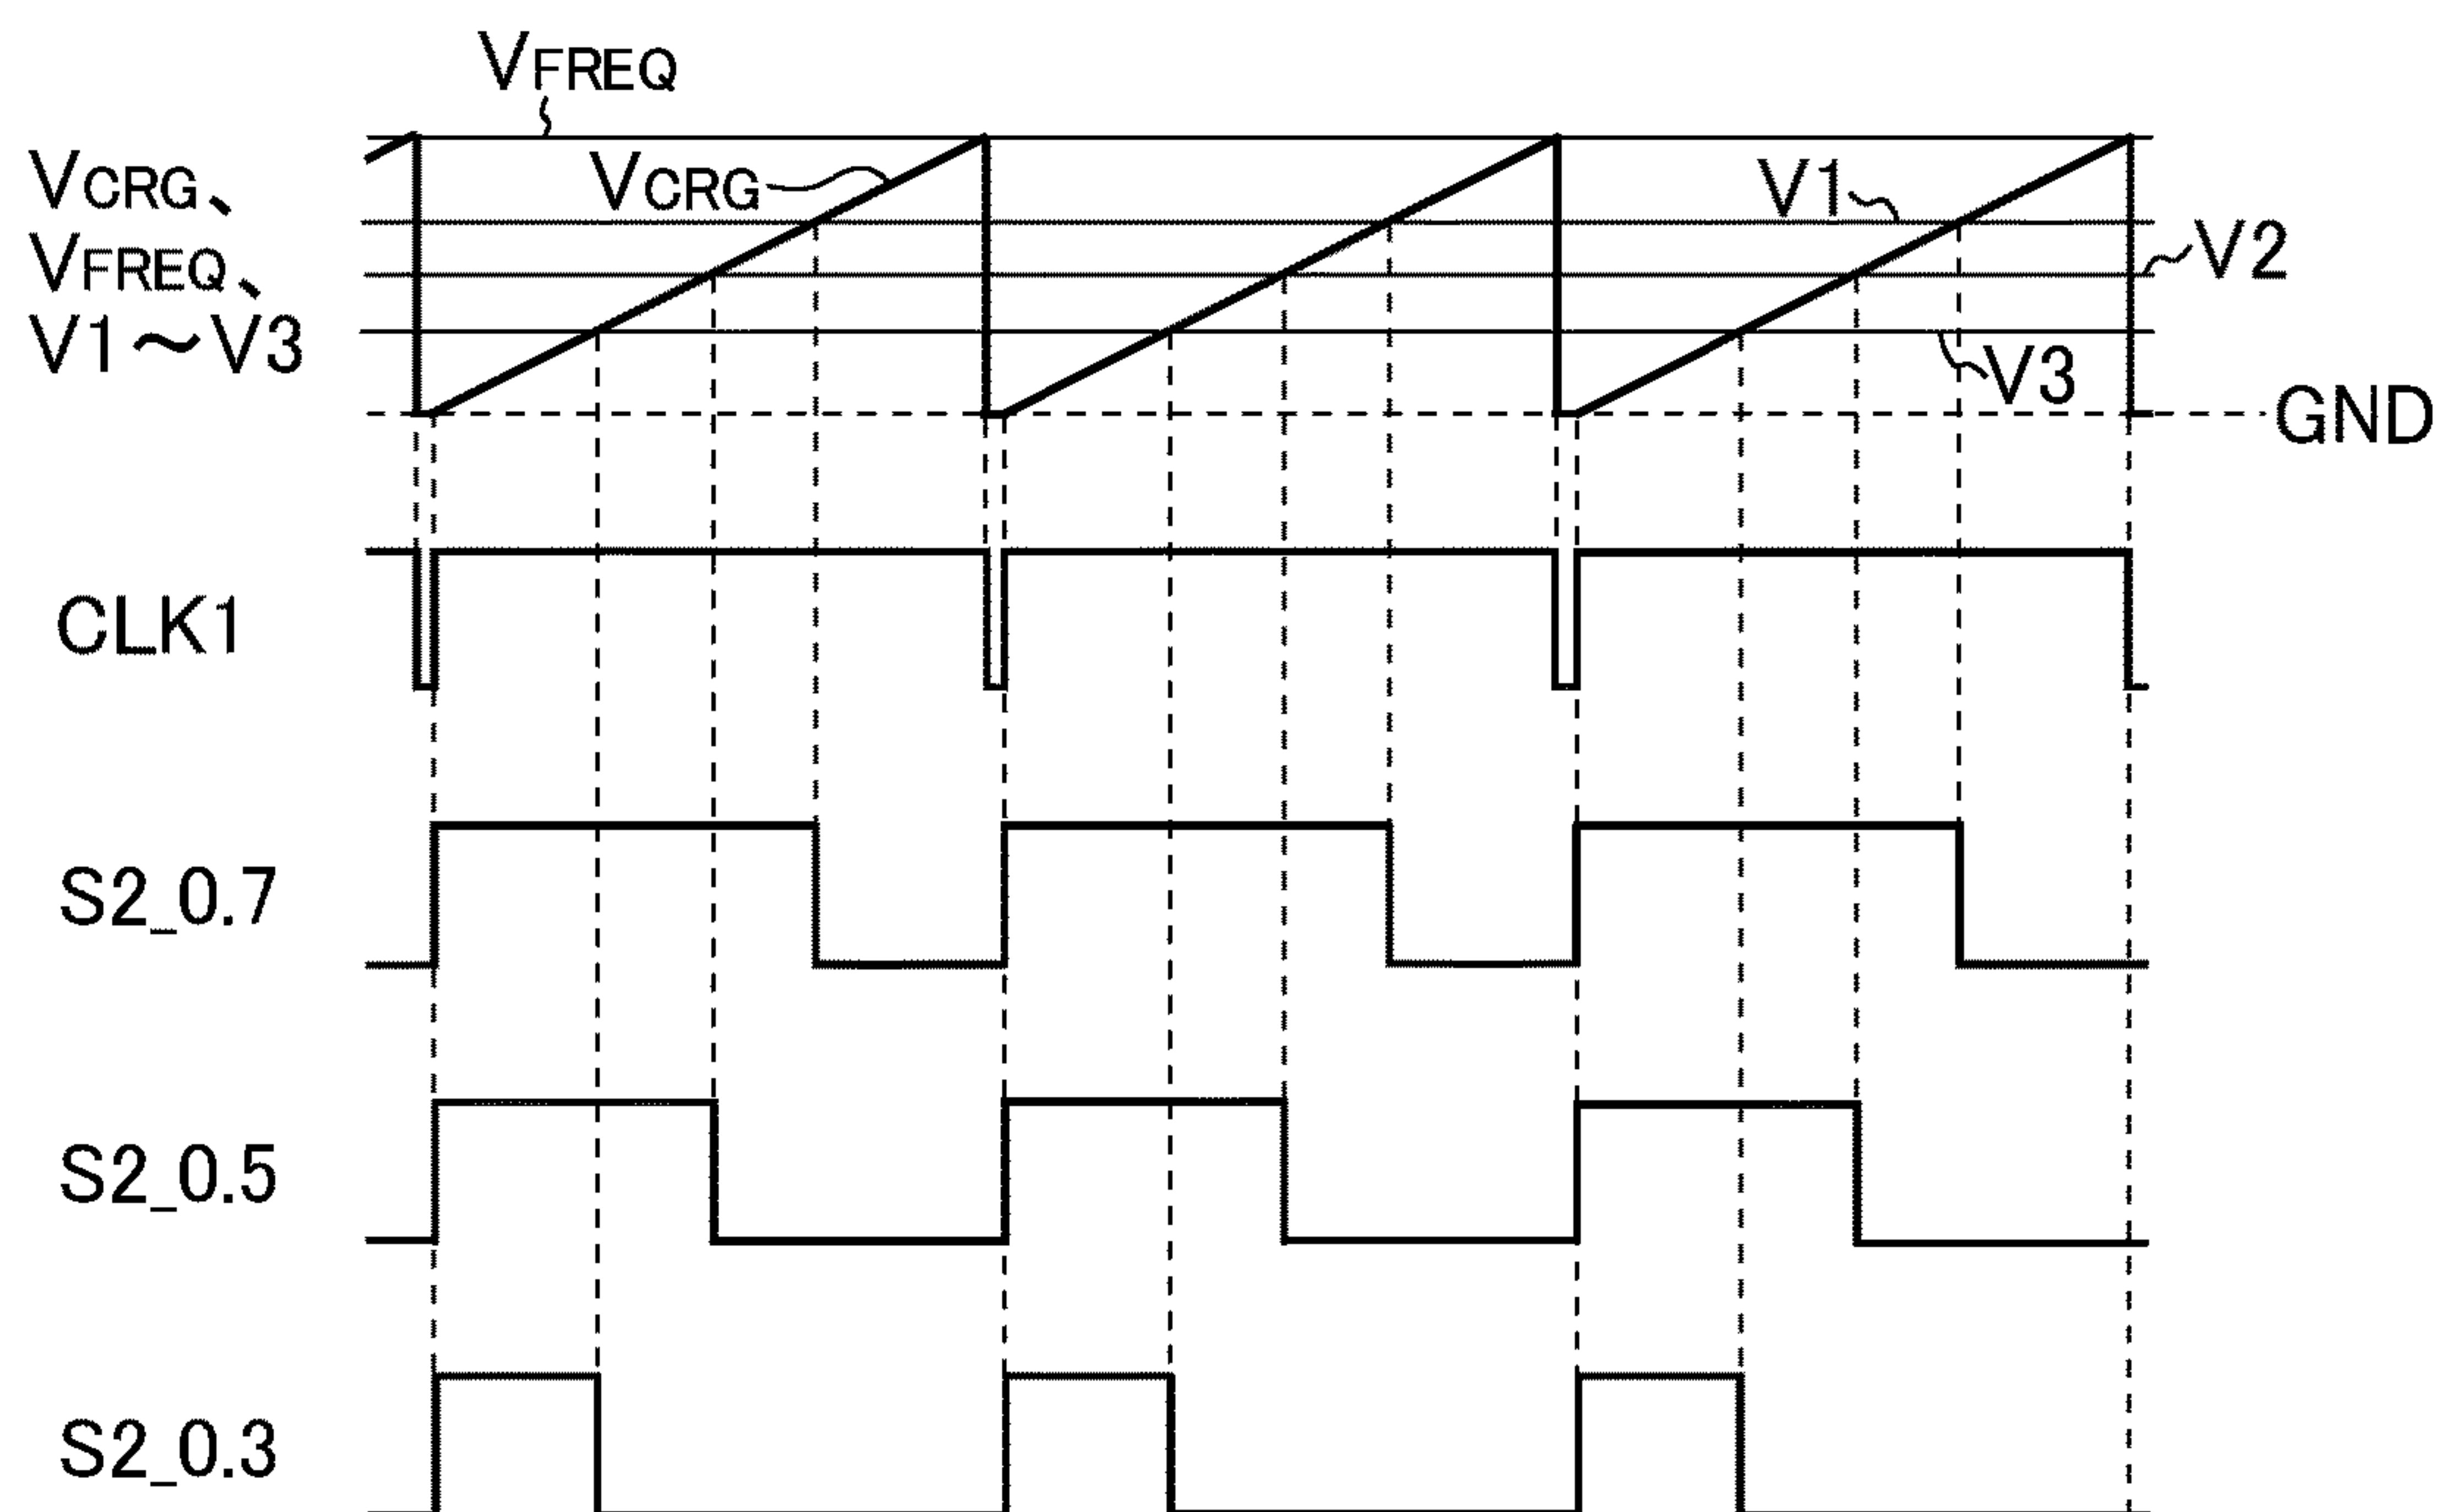 VFREQ
VCRG、
VFREQ、
V1～V3
VCRG
V1
V2
V3
GND
CLK1
S2_0.7
S2_0.5
S2_0.3